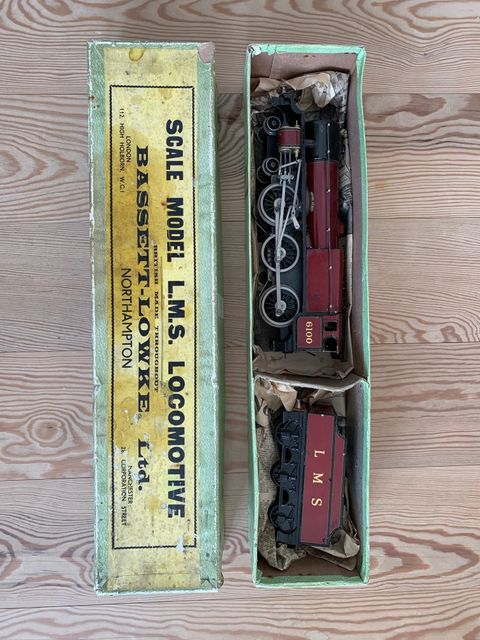 SCALE MODEL L.M.S. LOCOMOTIVE
BRITISH MADE THROUGHOUT
BASSETT-LOWKE, Ltd.
NORTHAMPTON
LONDON
112, HIGH HOLBORN, W.C.1
MANCHESTER
28, CORPORATION STREET
6100
LMS